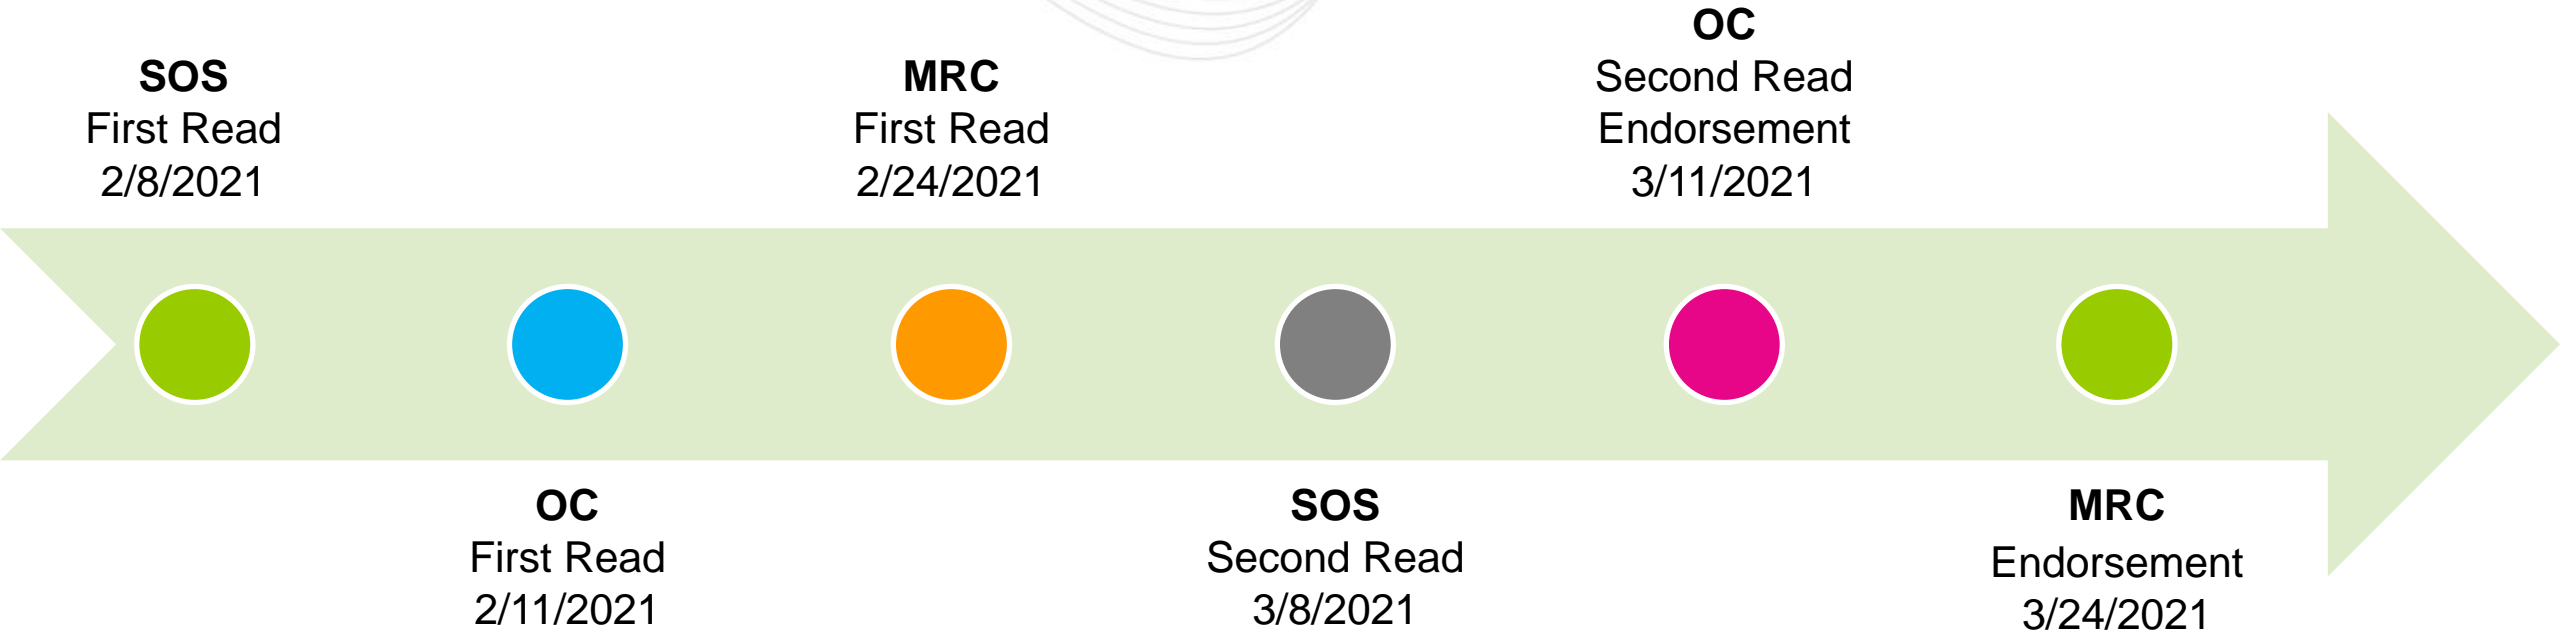 SOS
First Read
2/8/2021
OC
First Read
2/11/2021
MRC
First Read
2/24/2021
SOS
Second Read
3/8/2021
OC
Second Read
Endorsement
3/11/2021
MRC
Endorsement
3/24/2021